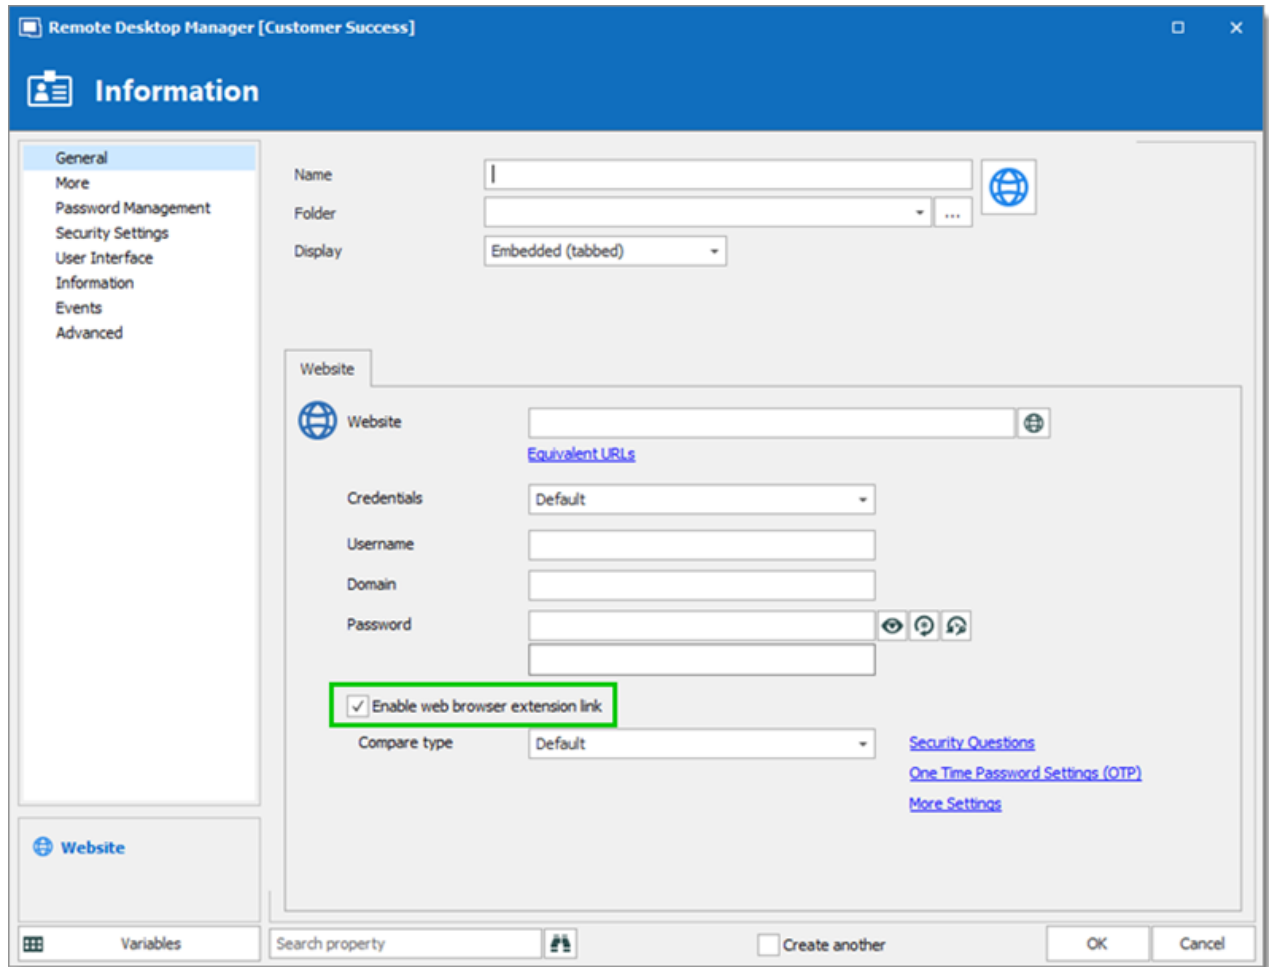 Remote Desktop Manager [Customer Success]
Information
General
More
Password Management
Security Settings
User Interface
Information
Events
Advanced
Name
Folder
...
Display
Embedded (tabbed)
Website
Website
Equivalent URLs
Credentials
Default
Username
Domain
Password
Enable web browser extension link
Compare type
Default
Security Questions
One Time Password Settings (OTP)
More Settings
Website
Variables
Search property
Create another
OK
Cancel